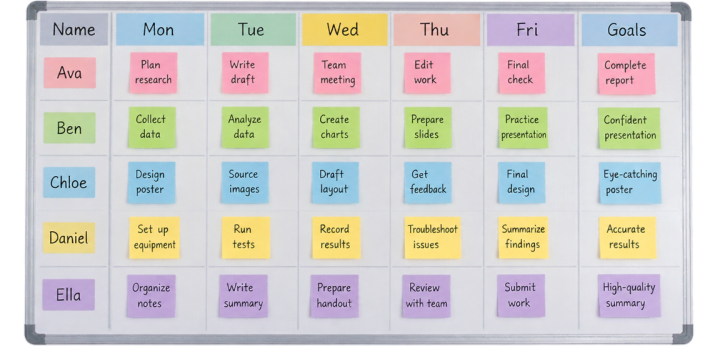 Name Mon Tue Wed Thu Fri Goals
Ava
Plan
research
Write
draft
Team
meeting
Edit
work
Final
check
Complete
report
Ben
Collect
data
Analyze
data
Create
charts
Prepare
slides
Practice
presentation
Confident
presentation
Chloe
Design
poster
Source
images
Draft
layout
Get
feedback
Final
design
Eye-catching
poster
Daniel
Set up
equipment
Run
tests
Record
results
Troubleshoot
issues
Summarize
findings
Accurate
results
Ella
Organize
notes
Write
summary
Prepare
handout
Review
with team
Submit
work
High-quality
summary